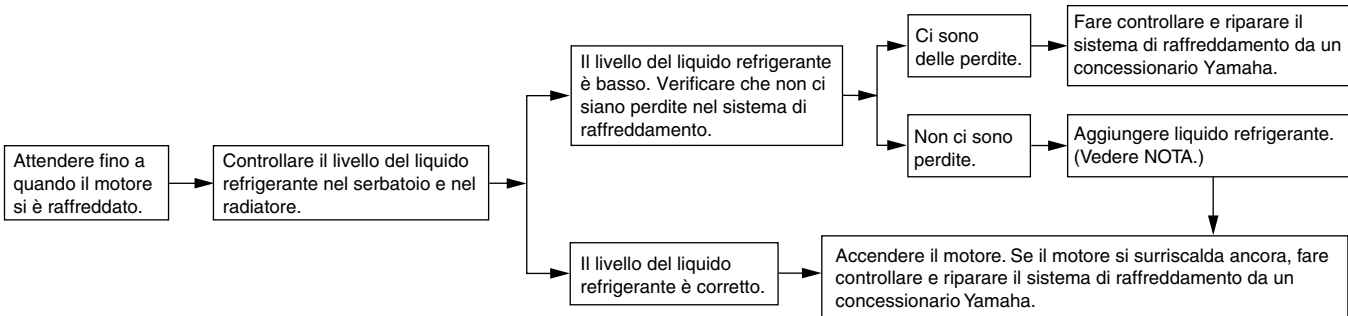 Attendere fino a
quando il motore
si è raffreddato.
Controllare il livello del liquido
refrigerante nel serbatoio e nel
radiatore.
Il livello del liquido refrigerante
è basso. Verificare che non ci
siano perdite nel sistema di
raffreddamento.
Ci sono
delle perdite.
Fare controllare e riparare il
sistema di raffreddamento da un
concessionario Yamaha.
Non ci sono
perdite.
Aggiungere liquido refrigerante.
(Vedere NOTA.)
Il livello del liquido
refrigerante è corretto.
Accendere il motore. Se il motore si surriscalda ancora, fare
controllare e riparare il sistema di raffreddamento da un
concessionario Yamaha.